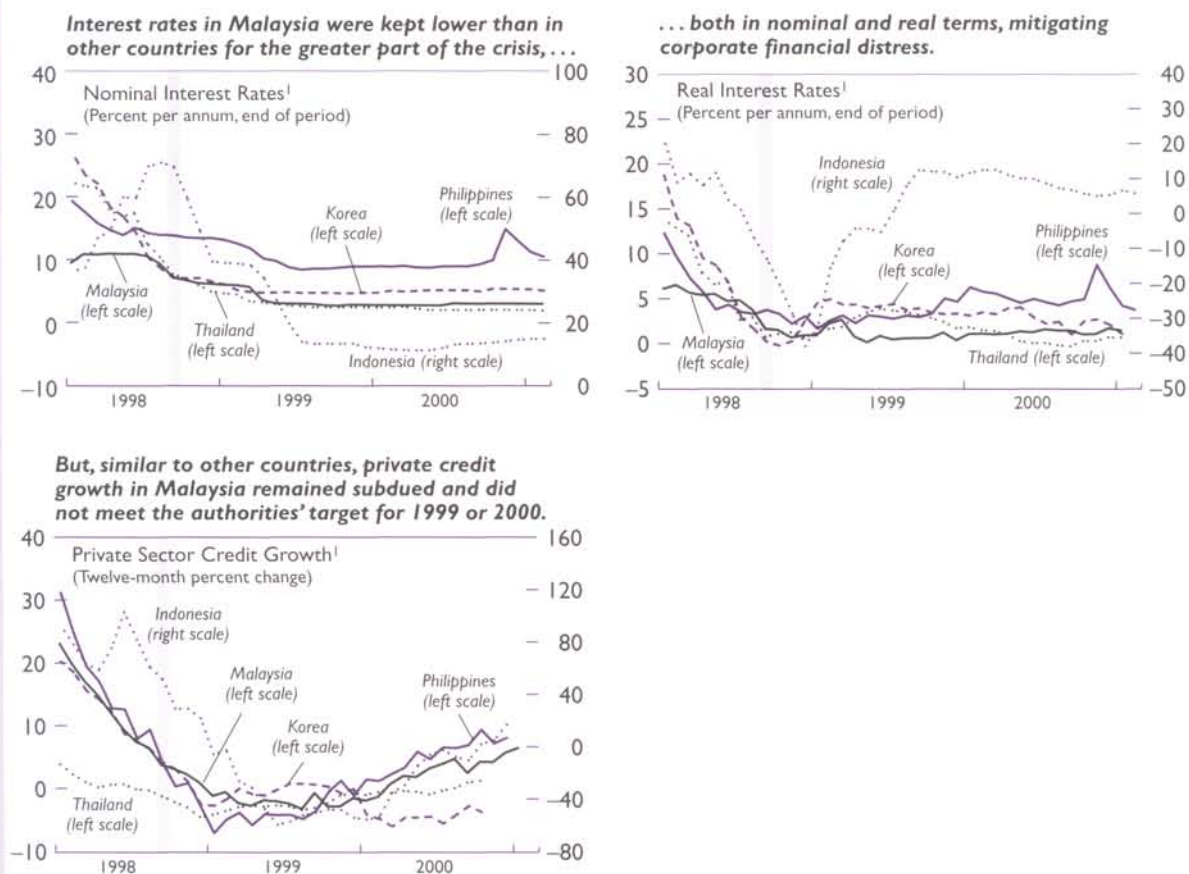 Interest rates in Malaysia were kept lower than in
other countries for the greater part of the crisis, . . .
40
30
20
10
0
−10
100
80
60
40
20
0
Nominal Interest Rates¹
(Percent per annum, end of period)
Philippines
(left scale)
Korea
(left scale)
Malaysia
(left scale)
Thailand
(left scale)
Indonesia (right scale)
1998
1999
2000
. . . both in nominal and real terms, mitigating
corporate financial distress.
30
25
20
15
10
5
0
−5
40
30
20
10
0
−10
−20
−30
−40
−50
Real Interest Rates¹
(Percent per annum, end of period)
Indonesia
(right scale)
Philippines
(left scale)
Korea
(left scale)
Malaysia
(left scale)
Thailand (left scale)
1998
1999
2000
But, similar to other countries, private credit
growth in Malaysia remained subdued and did
not meet the authorities' target for 1999 or 2000.
40
30
20
10
0
−10
160
120
80
40
0
−40
−80
Private Sector Credit Growth¹
(Twelve-month percent change)
Indonesia
(right scale)
Malaysia
(left scale)
Philippines
(left scale)
Korea
(left scale)
Thailand
(left scale)
1998
1999
2000